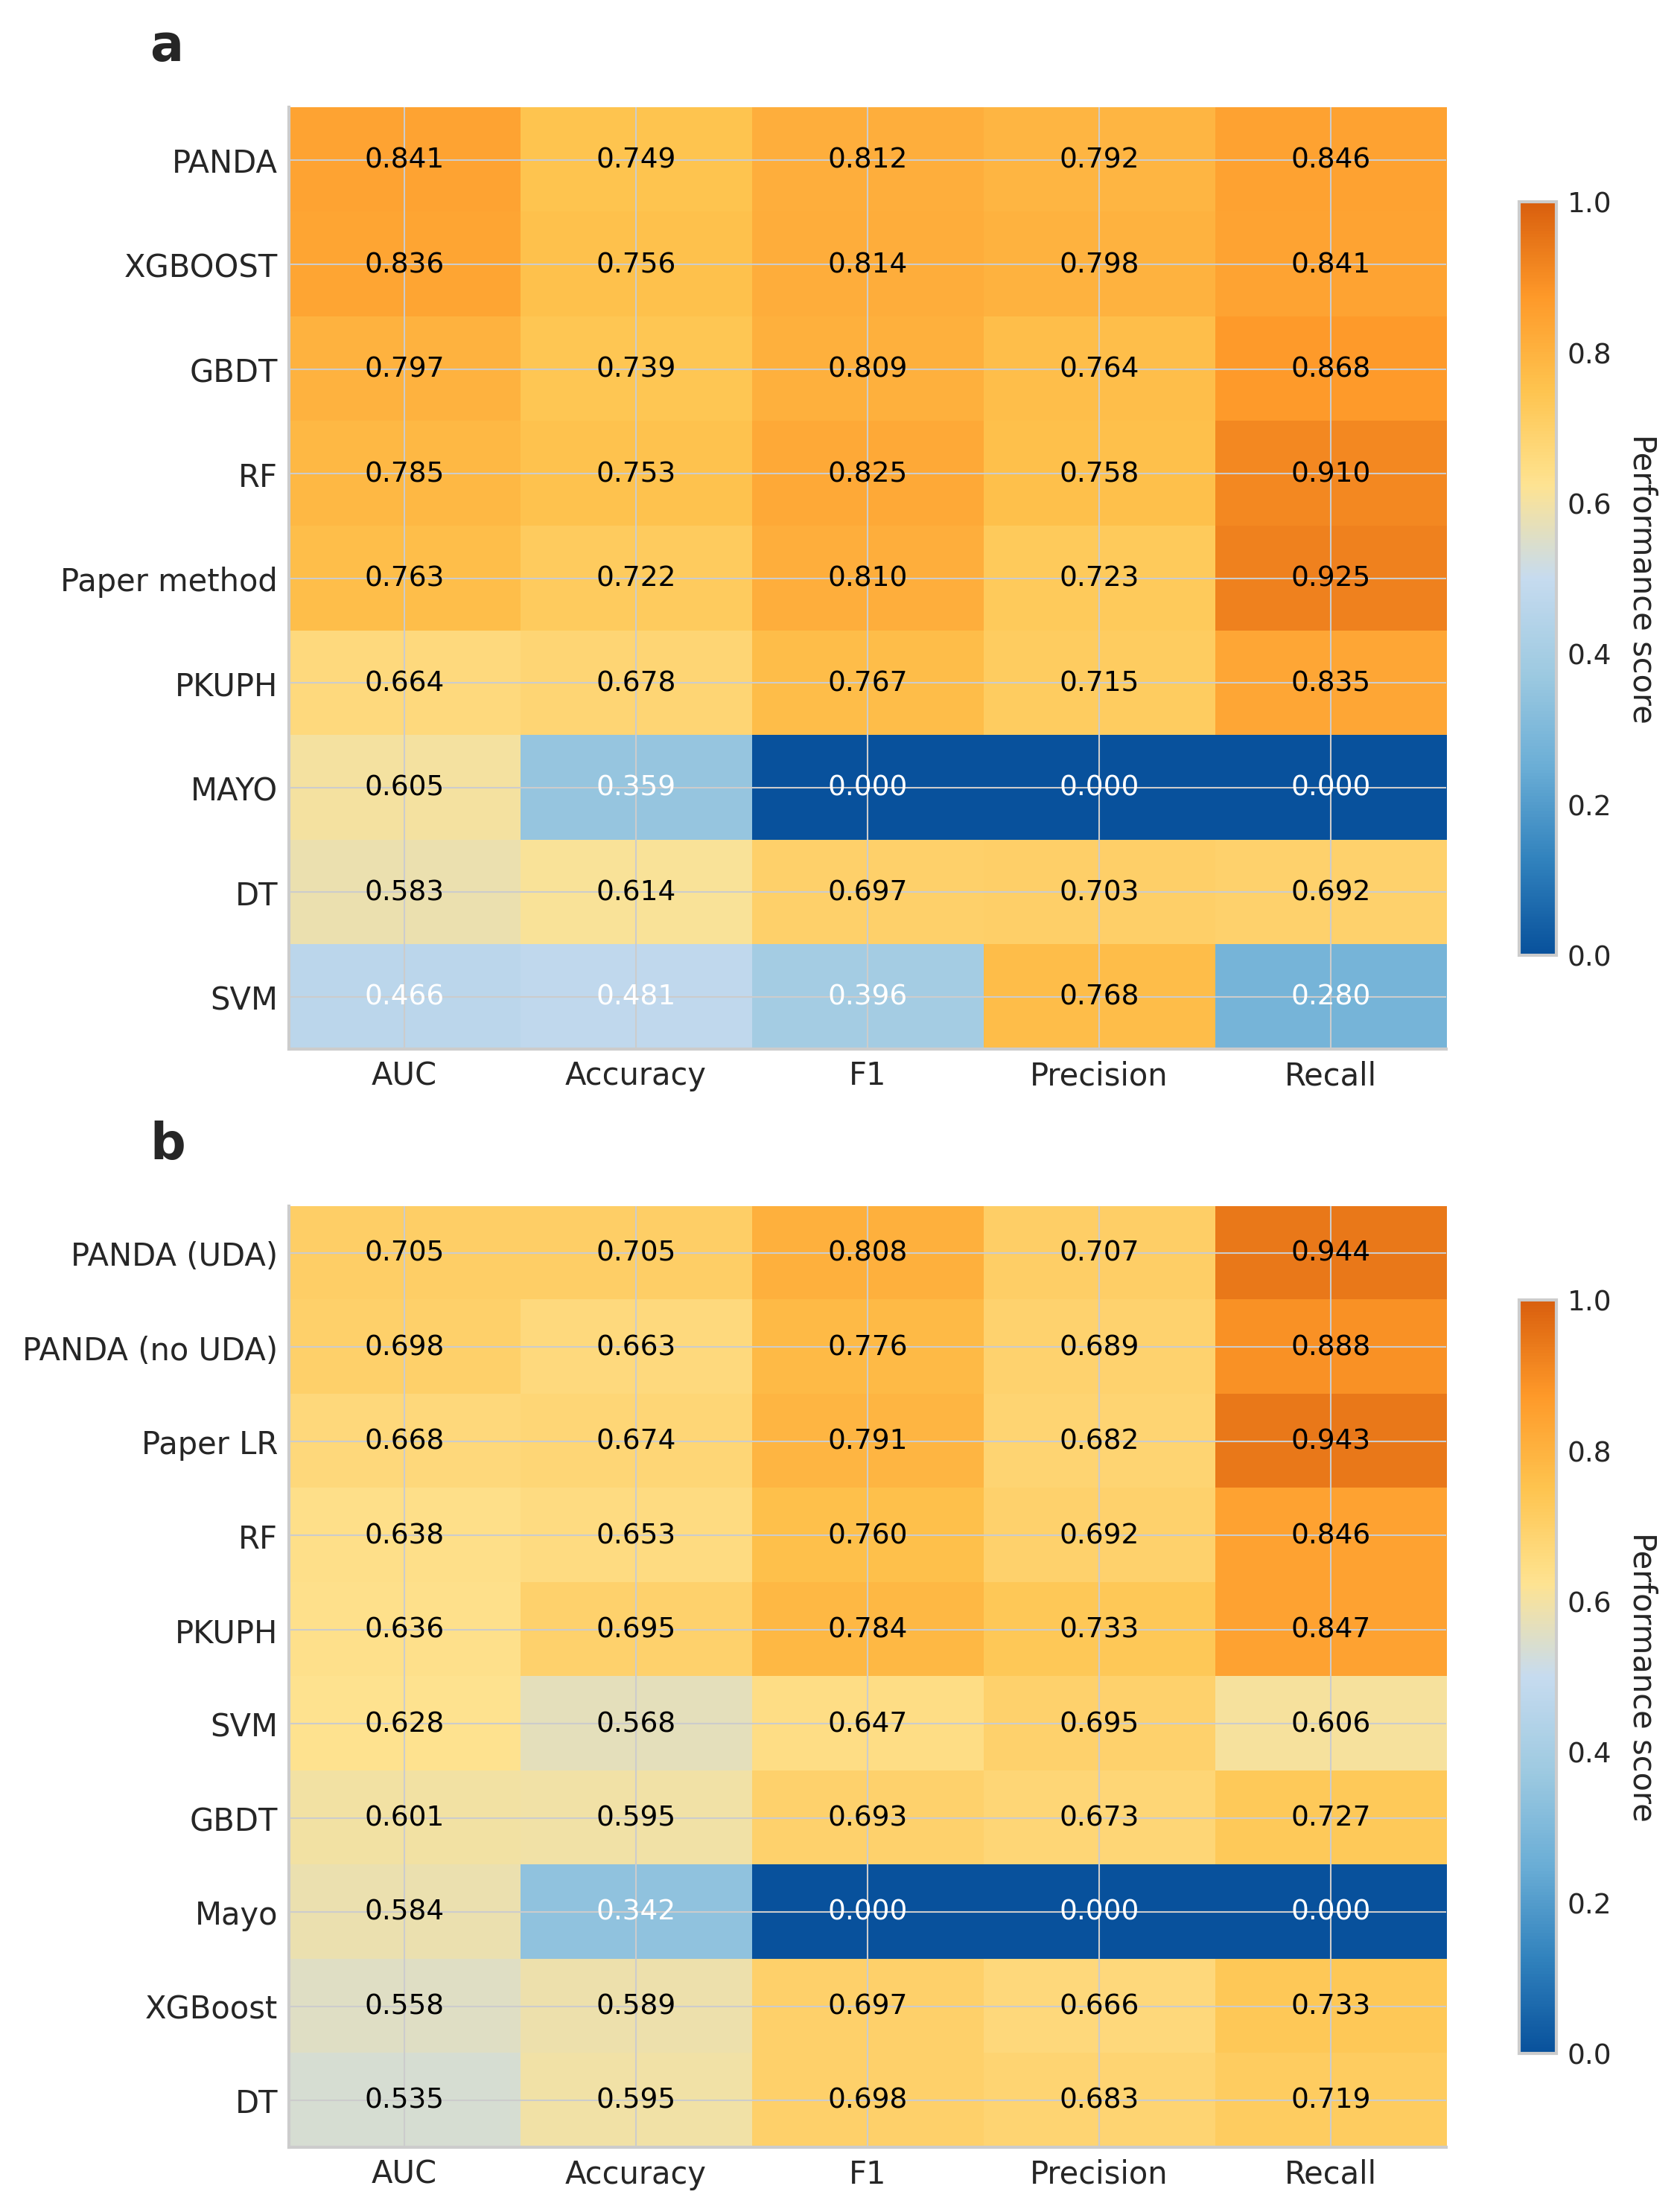 a
PANDA 0.841 0.749 0.812 0.792 0.846
XGBOOST 0.836 0.756 0.814 0.798 0.841
GBDT 0.797 0.739 0.809 0.764 0.868
RF 0.785 0.753 0.825 0.758 0.910
Paper method 0.763 0.722 0.810 0.723 0.925
PKUPH 0.664 0.678 0.767 0.715 0.835
MAYO 0.605 0.359 0.000 0.000 0.000
DT 0.583 0.614 0.697 0.703 0.692
SVM 0.466 0.481 0.396 0.768 0.280
AUC Accuracy F1 Precision Recall
1.0
0.8
0.6
0.4
0.2
0.0
Performance score
b
PANDA (UDA) 0.705 0.705 0.808 0.707 0.944
PANDA (no UDA) 0.698 0.663 0.776 0.689 0.888
Paper LR 0.668 0.674 0.791 0.682 0.943
RF 0.638 0.653 0.760 0.692 0.846
PKUPH 0.636 0.695 0.784 0.733 0.847
SVM 0.628 0.568 0.647 0.695 0.606
GBDT 0.601 0.595 0.693 0.673 0.727
Mayo 0.584 0.342 0.000 0.000 0.000
XGBoost 0.558 0.589 0.697 0.666 0.733
DT 0.535 0.595 0.698 0.683 0.719
AUC Accuracy F1 Precision Recall
1.0
0.8
0.6
0.4
0.2
0.0
Performance score